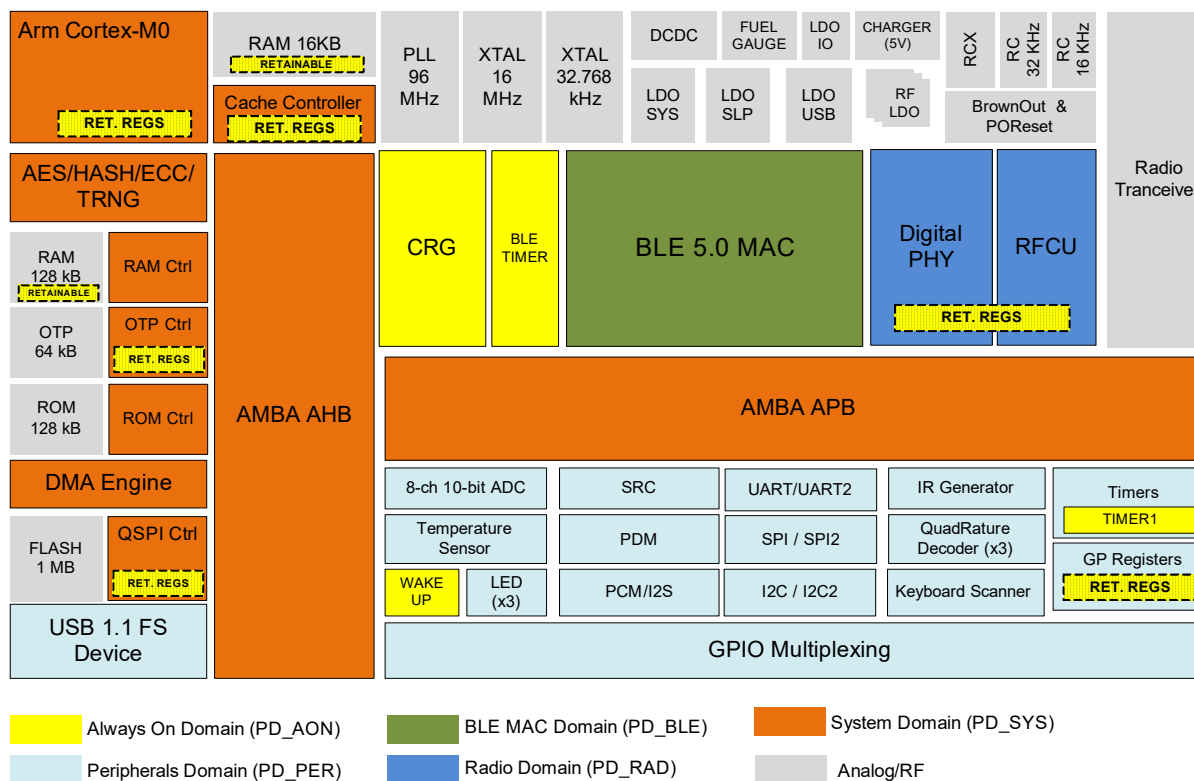 Arm Cortex-M0
RET. REGS
RAM 16KB
RETAINABLE
Cache Controller
RET. REGS
PLL
96
MHz
XTAL
16
MHz
XTAL
32.768
kHz
DCDC
FUEL
GAUGE
LDO
IO
CHARGER
(5V)
LDO
SYS
LDO
SLP
LDO
USB
RF
LDO
RCX
RC
32 KHz
RC
16 KHz
BrownOut &
POReset
Radio
Tranceive
AES/HASH/ECC/
TRNG
RAM
128 kB
RETAINABLE
RAM Ctrl
OTP
64 kB
OTP Ctrl
RET. REGS
ROM
128 kB
ROM Ctrl
DMA Engine
FLASH
1 MB
QSPI Ctrl
RET. REGS
USB 1.1 FS
Device
AMBA AHB
CRG
BLE
TIMER
BLE 5.0 MAC
Digital
PHY
RFCU
RET. REGS
AMBA APB
8-ch 10-bit ADC
SRC
UART/UART2
IR Generator
Timers
TIMER1
Temperature
Sensor
PDM
SPI / SPI2
QuadRature
Decoder (x3)
GP Registers
RET. REGS
WAKE
UP
LED
(x3)
PCM/I2S
I2C / I2C2
Keyboard Scanner
GPIO Multiplexing
Always On Domain (PD_AON)
BLE MAC Domain (PD_BLE)
System Domain (PD_SYS)
Peripherals Domain (PD_PER)
Radio Domain (PD_RAD)
Analog/RF